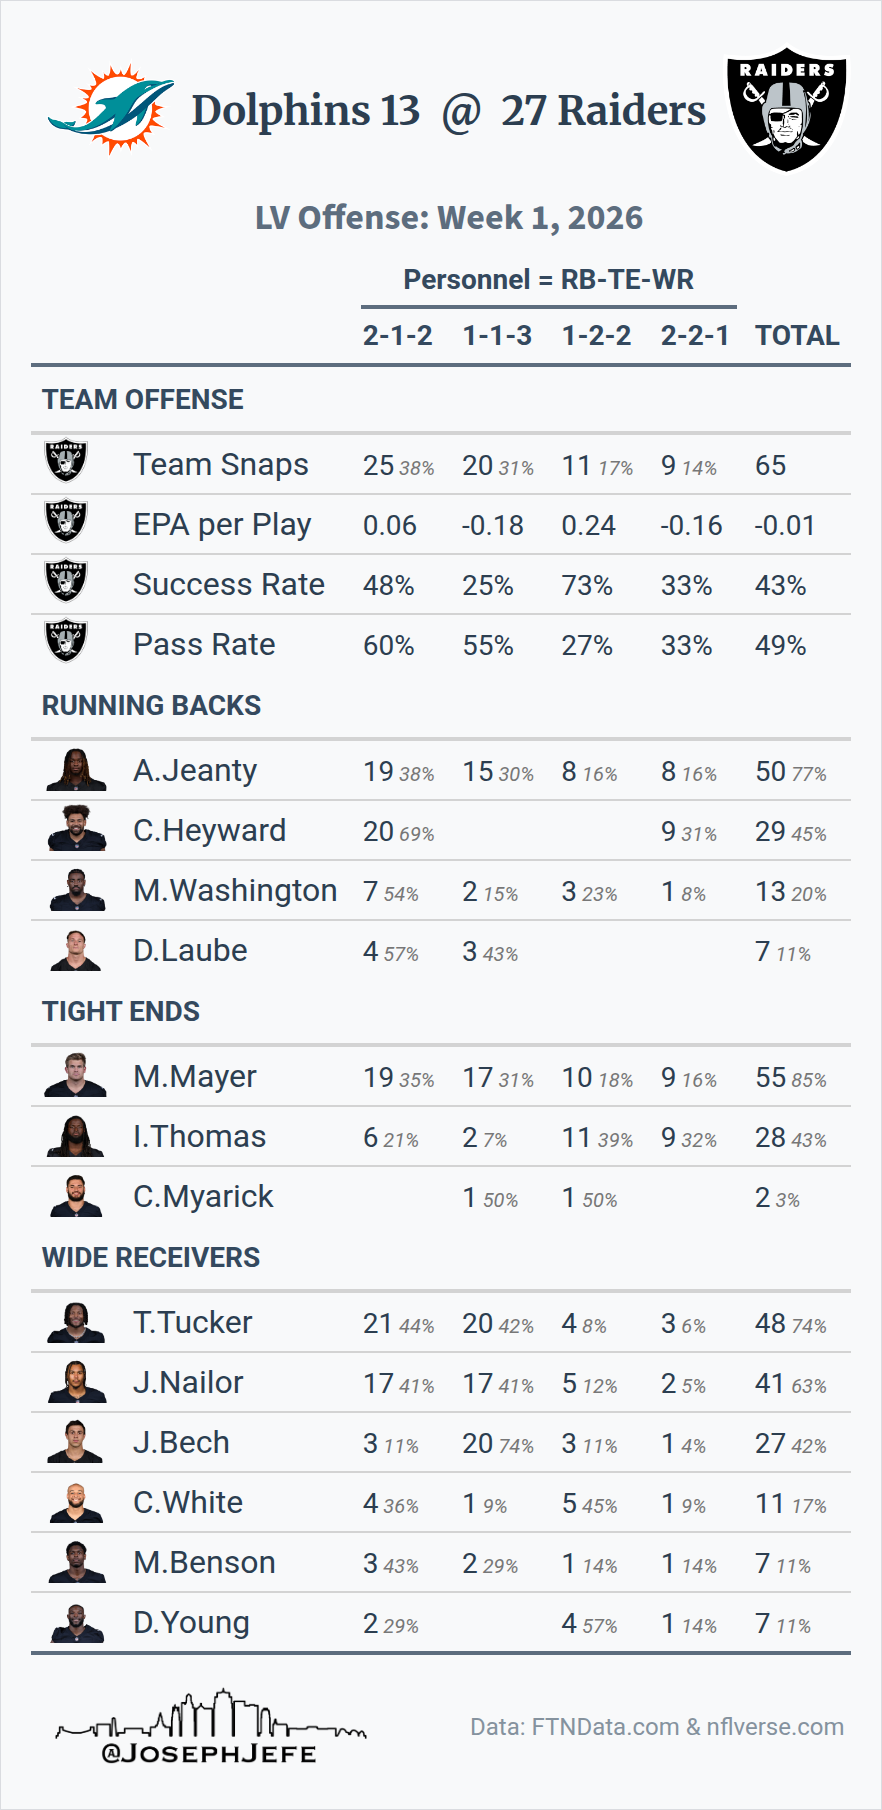 Dolphins 13 @ 27 Raiders
RAIDERS
LV Offense: Week 1, 2026
Personnel = RB-TE-WR
2-1-2 1-1-3 1-2-2 2-2-1 TOTAL
TEAM OFFENSE
RAIDERS Team Snaps 25 38% 20 31% 11 17% 9 14% 65
RAIDERS EPA per Play 0.06 -0.18 0.24 -0.16 -0.01
RAIDERS Success Rate 48% 25% 73% 33% 43%
RAIDERS Pass Rate 60% 55% 27% 33% 49%
RUNNING BACKS
A.Jeanty 19 38% 15 30% 8 16% 8 16% 50 77%
C.Heyward 20 69% 9 31% 29 45%
M.Washington 7 54% 2 15% 3 23% 1 8% 13 20%
D.Laube 4 57% 3 43% 7 11%
TIGHT ENDS
M.Mayer 19 35% 17 31% 10 18% 9 16% 55 85%
I.Thomas 6 21% 2 7% 11 39% 9 32% 28 43%
C.Myarick 1 50% 1 50% 2 3%
WIDE RECEIVERS
T.Tucker 21 44% 20 42% 4 8% 3 6% 48 74%
J.Nailor 17 41% 17 41% 5 12% 2 5% 41 63%
J.Bech 3 11% 20 74% 3 11% 1 4% 27 42%
C.White 4 36% 1 9% 5 45% 1 9% 11 17%
M.Benson 3 43% 2 29% 1 14% 1 14% 7 11%
D.Young 2 29% 4 57% 1 14% 7 11%
@JOSEPHJEFE
Data: FTNData.com & nflverse.com